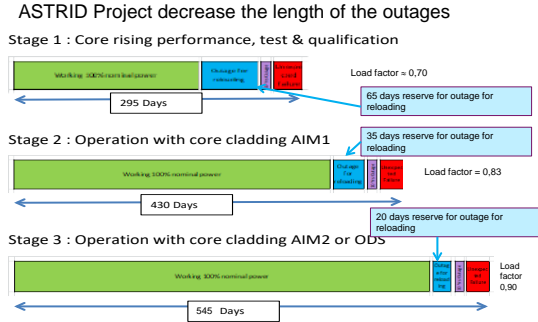 ASTRID Project decrease the length of the outages
Stage 1 : Core rising performance, test & qualification
Working 100% nominal power
Outage for
reloading
Load factor ≈ 0,70
295 Days
65 days reserve for outage for
reloading
Stage 2 : Operation with core cladding AIM1
35 days reserve for outage for
reloading
Working 100% nominal power
Outage
for
reloading
Load factor = 0,83
430 Days
20 days reserve for outage for
reloading
Stage 3 : Operation with core cladding AIM2 or ODS
Working 100% nominal power
Load
factor
0,90
545 Days